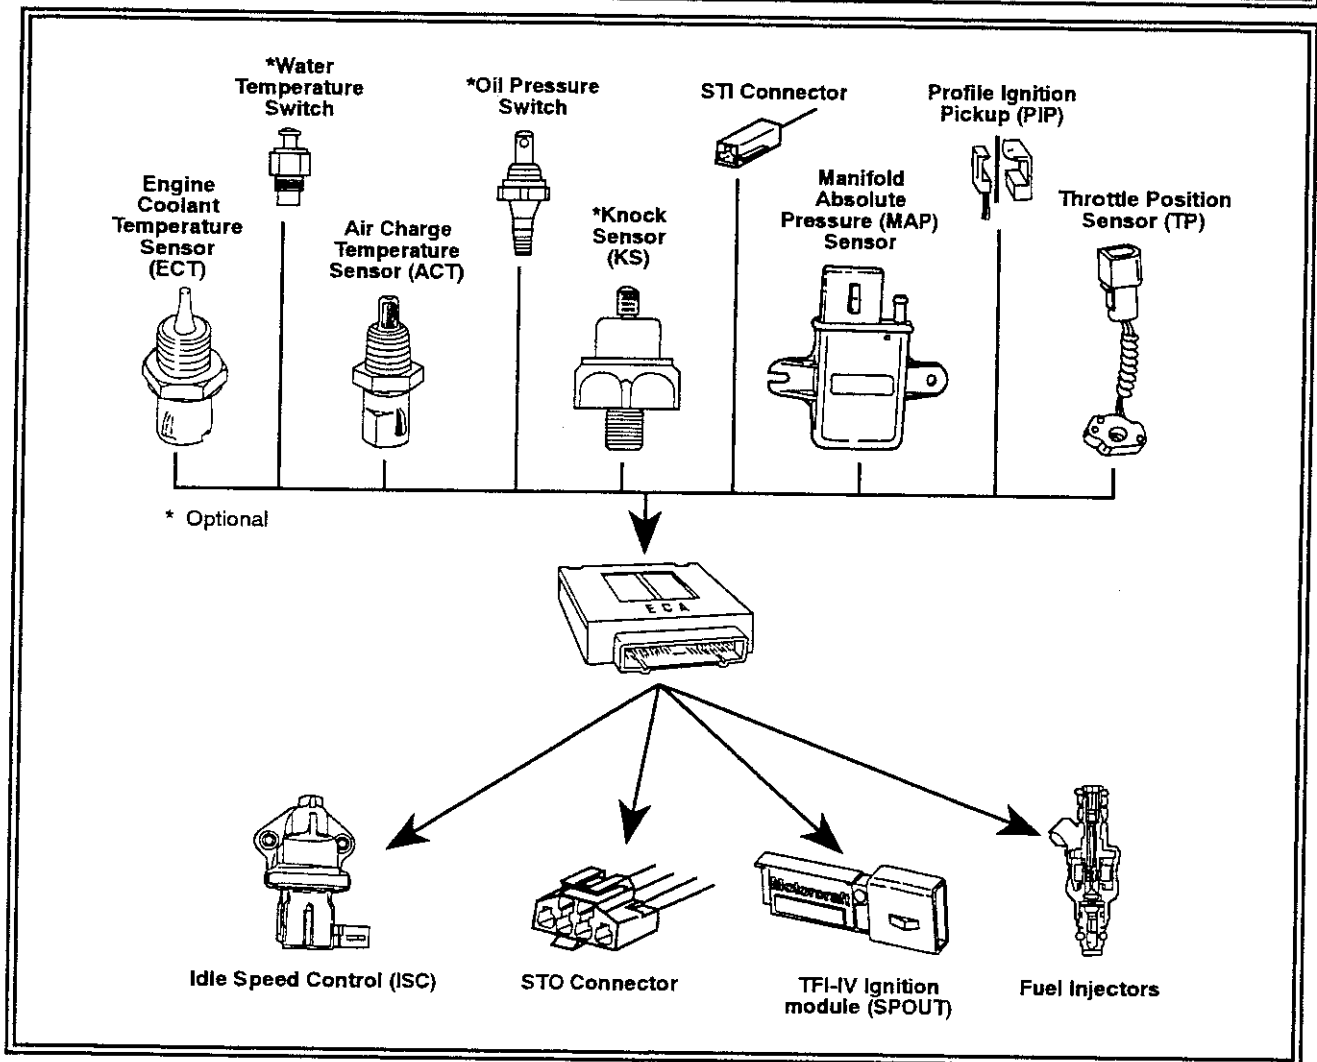 *Water
Temperature
Switch
*Oil Pressure
Switch
STI Connector
Profile Ignition
Pickup (PIP)
Engine
Coolant
Temperature
Sensor
(ECT)
Air Charge
Temperature
Sensor (ACT)
*Knock
Sensor
(KS)
Manifold
Absolute
Pressure (MAP)
Sensor
Throttle Position
Sensor (TP)
* Optional
ECA
Motorcraft
Idle Speed Control (ISC)
STO Connector
TFI-IV Ignition
module (SPOUT)
Fuel Injectors